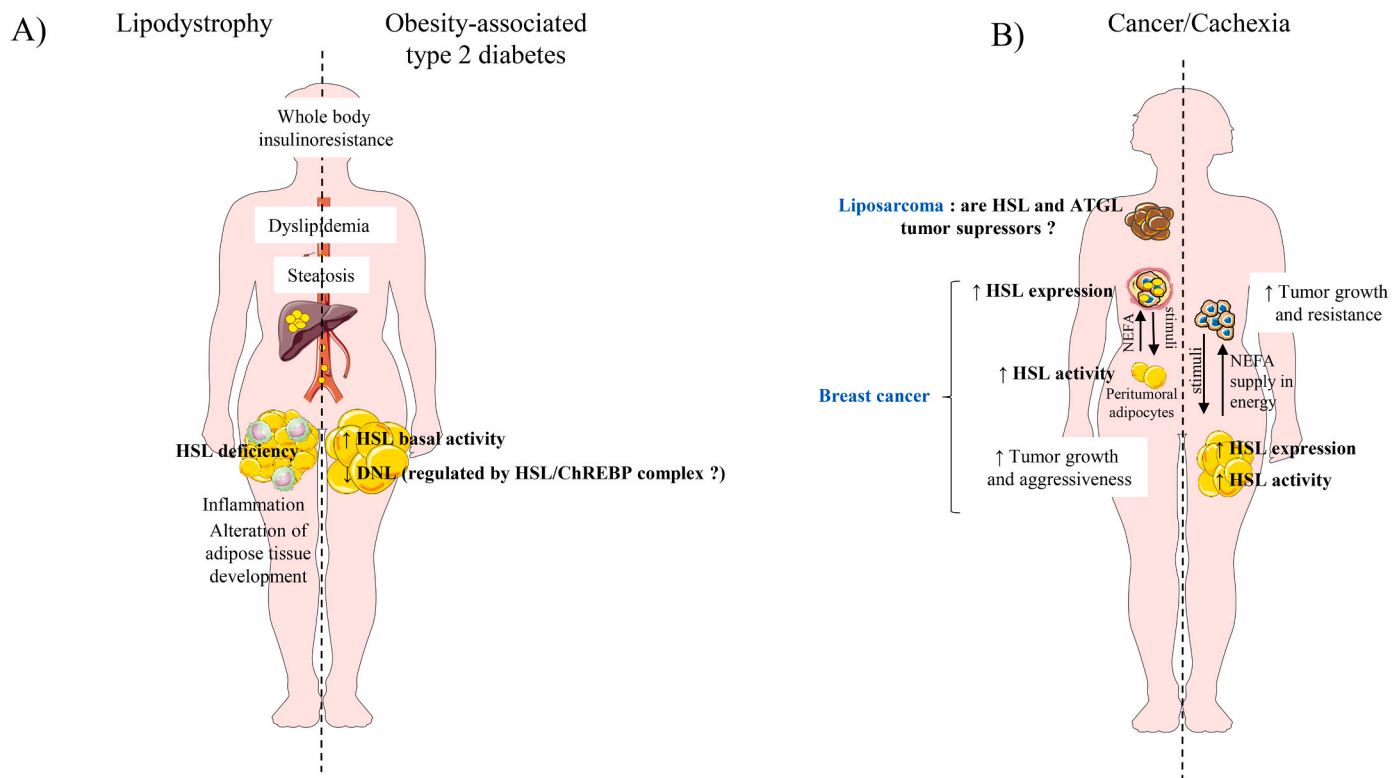 A)
Lipodystrophy
Obesity-associated
type 2 diabetes
Whole body
insulinoresistance
Dyslipidemia
Steatosis
HSL deficiency
Inflammation
Alteration of
adipose tissue
development
↑ HSL basal activity
↓ DNL (regulated by HSL/ChREBP complex ?)
B)
Cancer/Cachexia
Liposarcoma : are HSL and ATGL
tumor supressors ?
Breast cancer
↑ HSL expression
NEFA
stimuli
↑ HSL activity
Peritumoral
adipocytes
↑ Tumor growth
and aggressiveness
↑ Tumor growth
and resistance
stimuli
NEFA
supply in
energy
↑ HSL expression
↑ HSL activity